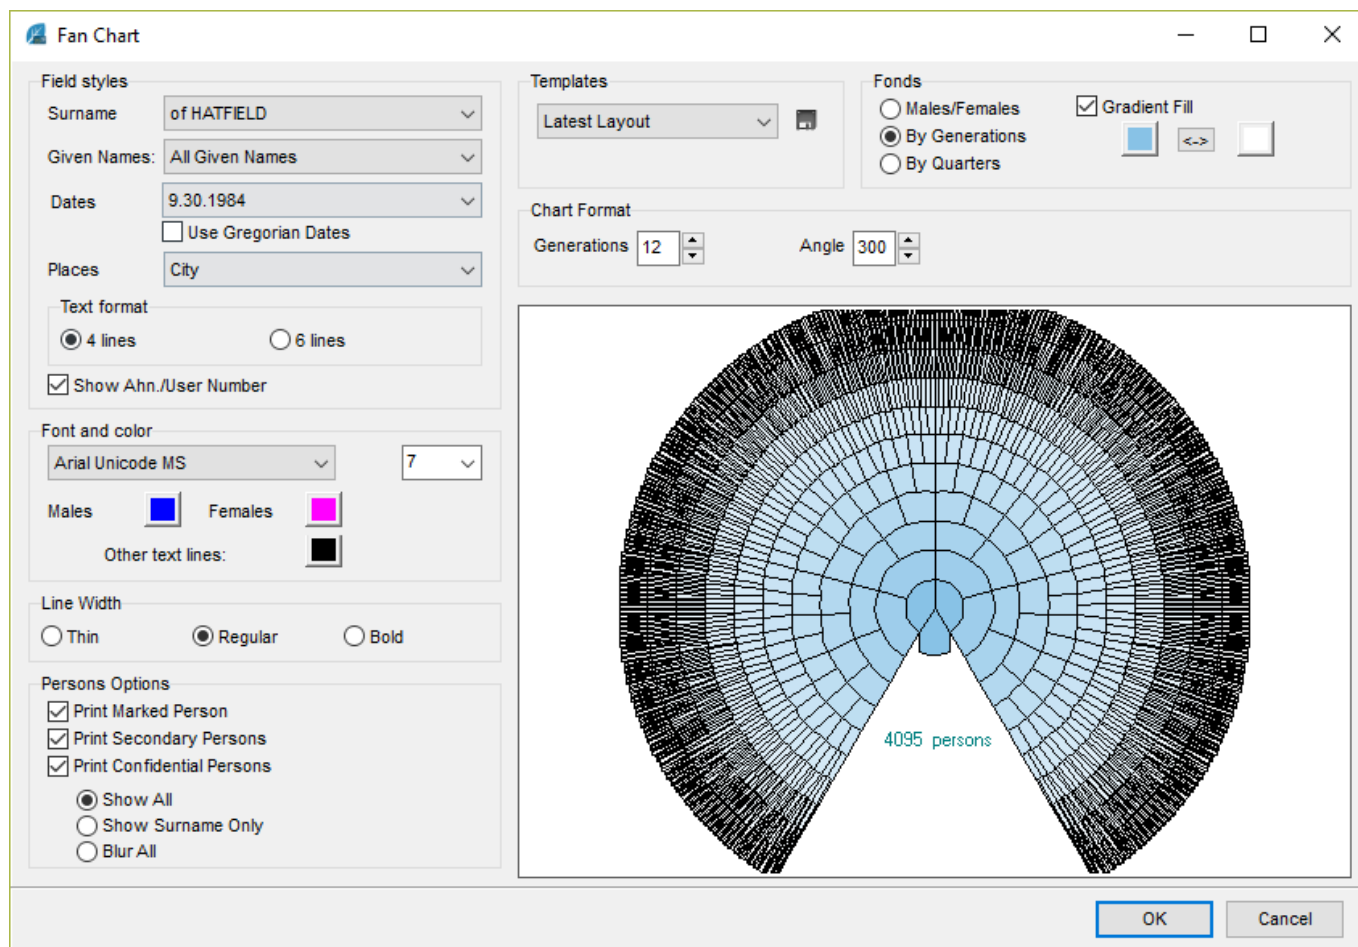 Fan Chart
Field styles
Surname
of HATFIELD
Given Names:
All Given Names
Dates
9.30.1984
Use Gregorian Dates
Places
City
Text format
4 lines
6 lines
Show Ahn./User Number
Font and color
Arial Unicode MS
7
Males
Females
Other text lines:
Line Width
Thin
Regular
Bold
Persons Options
Print Marked Person
Print Secondary Persons
Print Confidential Persons
Show All
Show Surname Only
Blur All
Templates
Latest Layout
Fonds
Males/Females
By Generations
By Quarters
Gradient Fill
<->
Chart Format
Generations
12
Angle
300
4095 persons
OK
Cancel